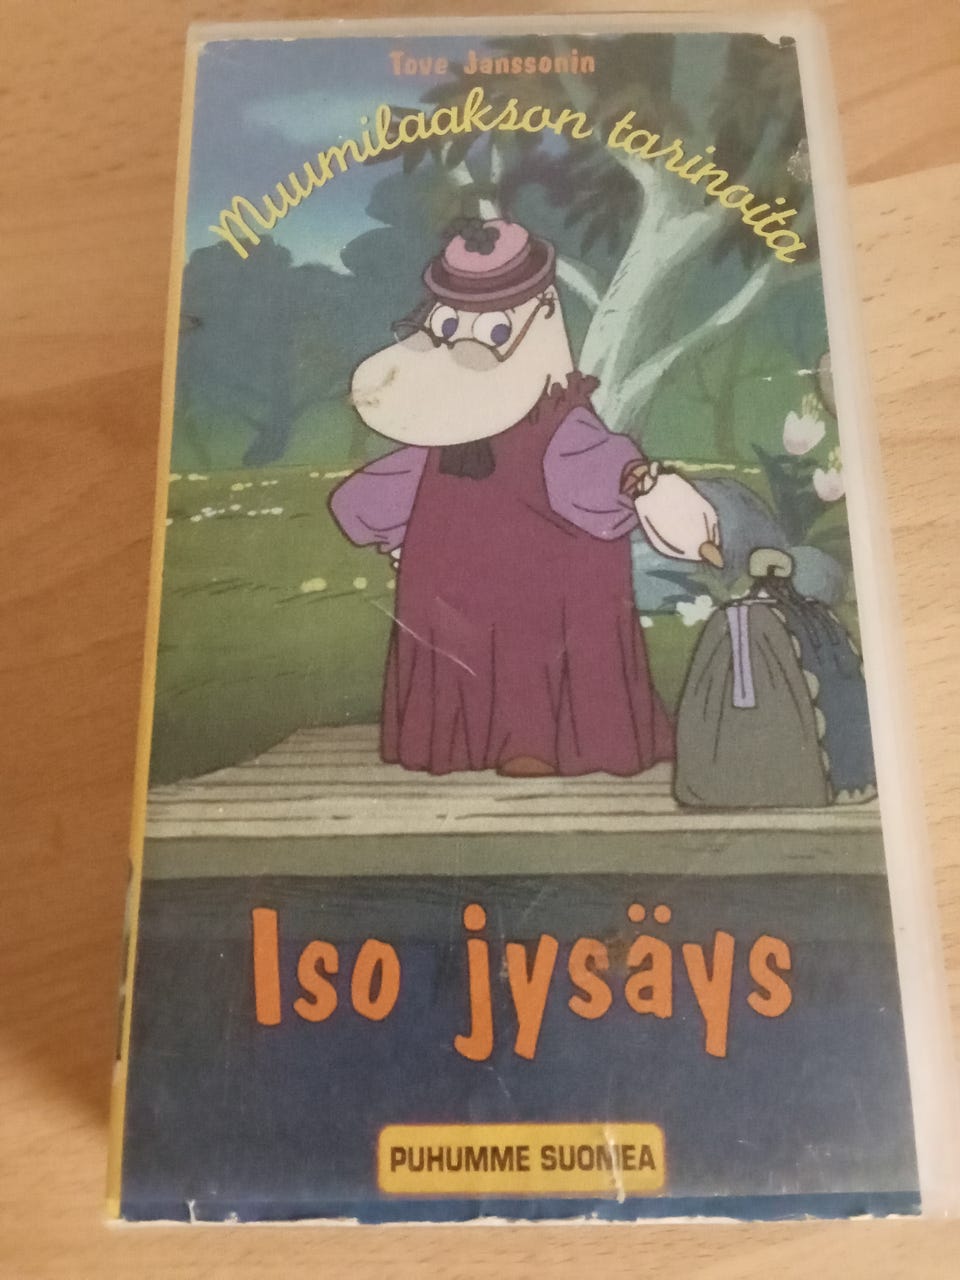 Tove Janssonin
Muumilaakson tarinoita
Iso jysäys
PUHUMME SUOMEA